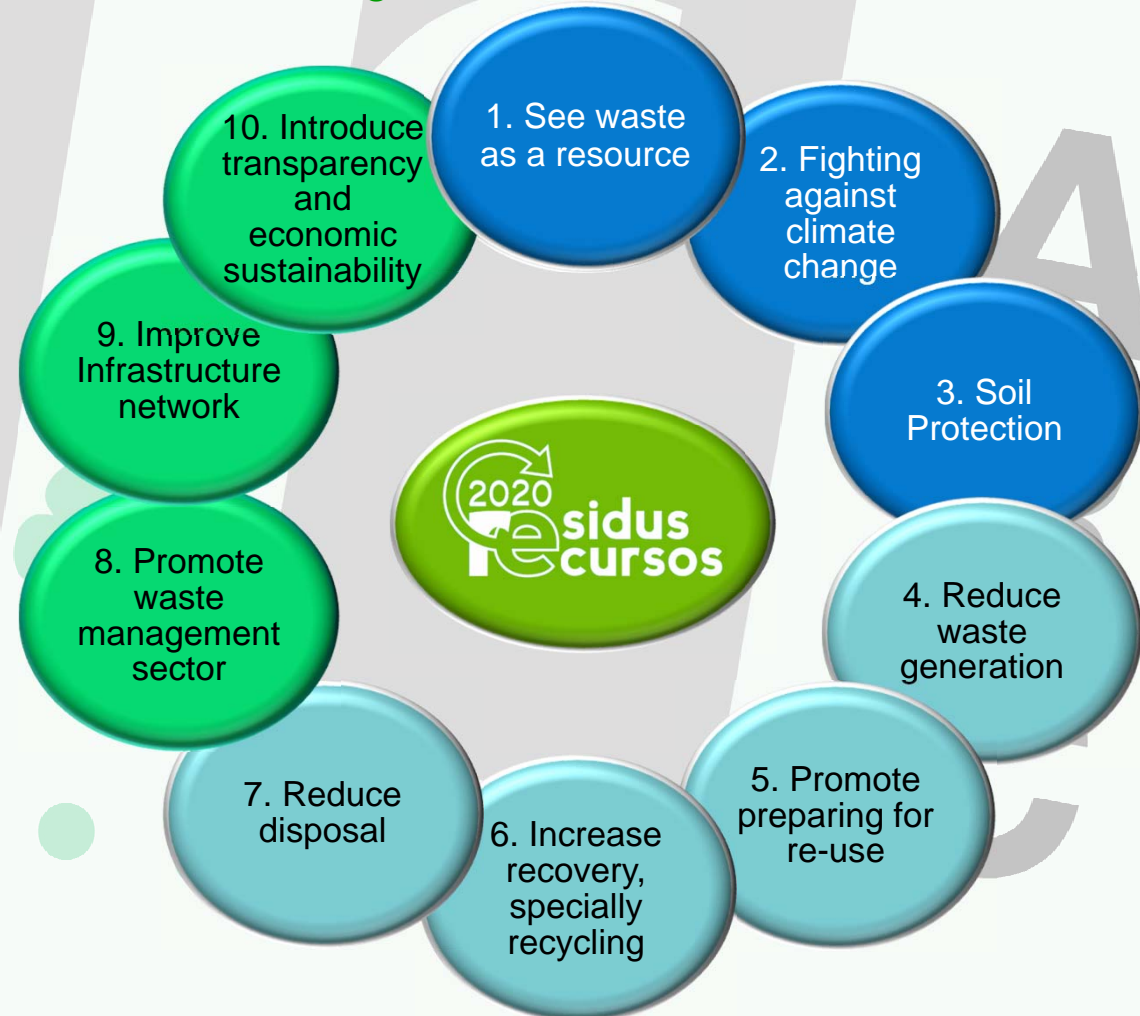 1. See waste
as a resource
2. Fighting
against
climate
change
3. Soil
Protection
4. Reduce
waste
generation
5. Promote
preparing for
re-use
6. Increase
recovery,
specially
recycling
7. Reduce
disposal
8. Promote
waste
management
sector
9. Improve
Infrastructure
network
10. Introduce
transparency
and
economic
sustainability
2020
residus
recursos